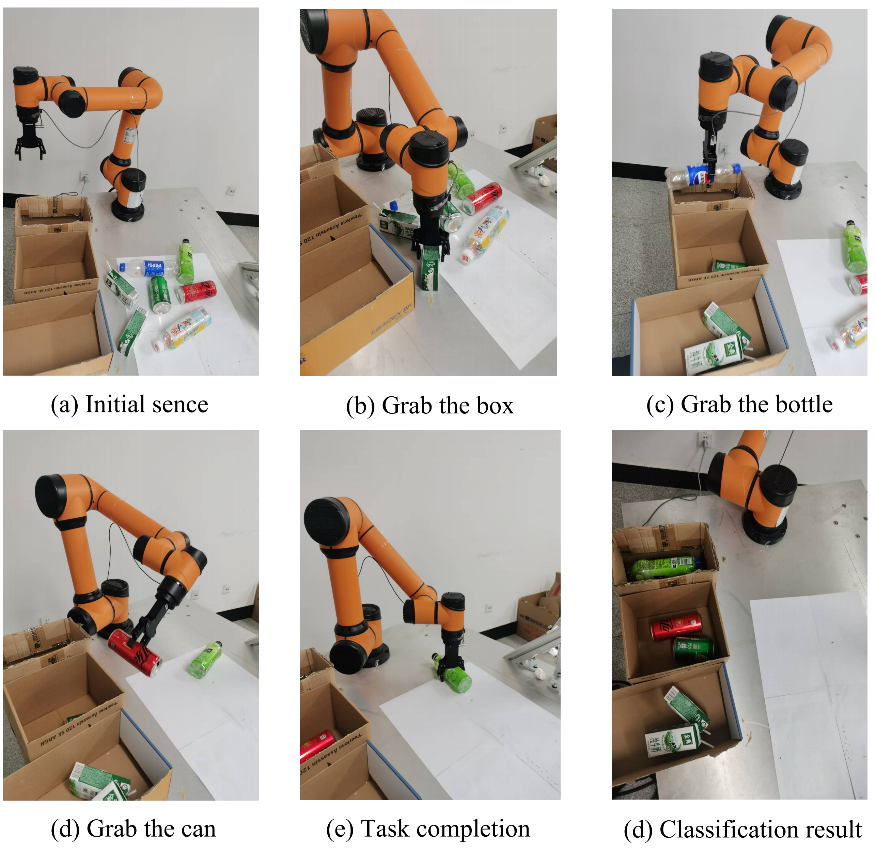 (a) Initial sence
(b) Grab the box
(c) Grab the bottle
(d) Grab the can
(e) Task completion
(d) Classification result